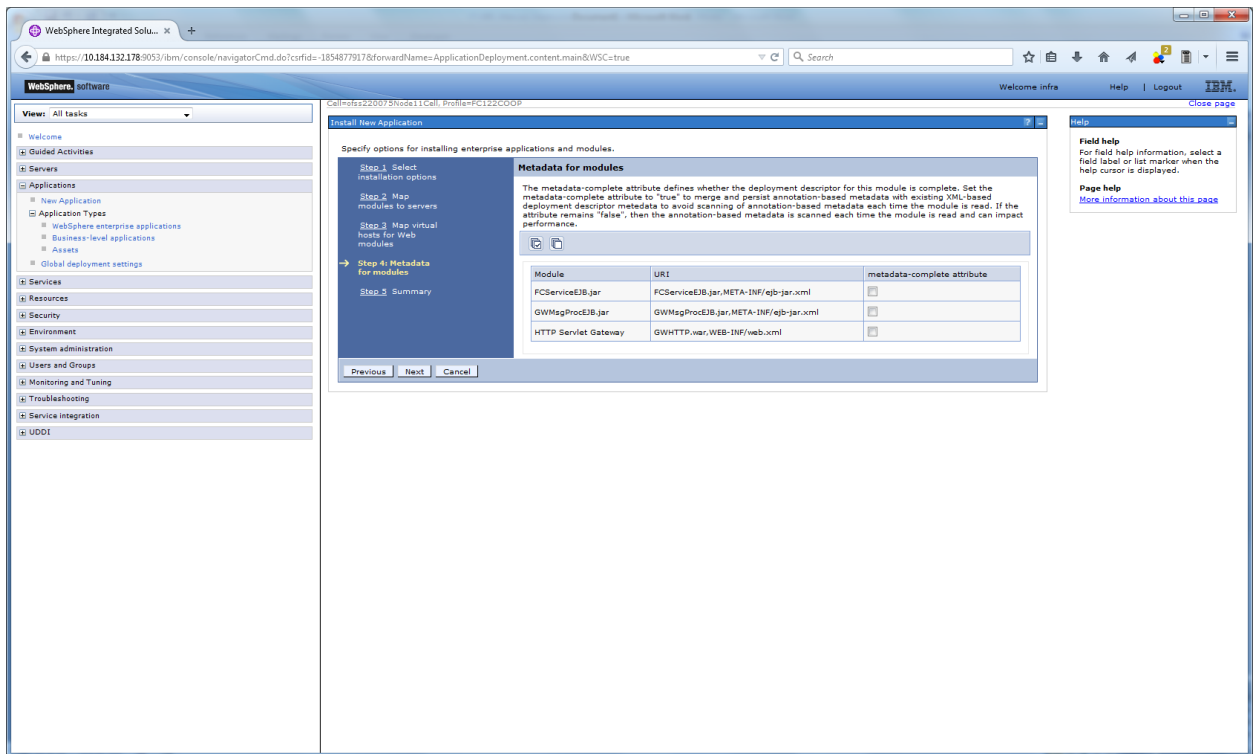 WebSphere Integrated Solu... × +
https://10.184.132.178:9053/ibm/console/navigatorCmd.do?csrfid=-1854877917&forwardName=ApplicationDeployment.content.main&WSC=true
Search
2
WebSphere. software
Welcome infra
Help | Logout
IBM.
View: All tasks
Welcome
Guided Activities
Servers
Applications
New Application
Application Types
WebSphere enterprise applications
Business-level applications
Assets
Global deployment settings
Services
Resources
Security
Environment
System administration
Users and Groups
Monitoring and Tuning
Troubleshooting
Service integration
UDDI
Cell=ofss220075Node11Cell, Profile=FC122COOP
Close page
Install New Application
?
Specify options for installing enterprise applications and modules.
Step 1 Select
installation options
Step 2 Map
modules to servers
Step 3 Map virtual
hosts for Web
modules
Step 4: Metadata
for modules
Step 5 Summary
Metadata for modules
The metadata-complete attribute defines whether the deployment descriptor for this module is complete. Set the
metadata-complete attribute to "true" to merge and persist annotation-based metadata with existing XML-based
deployment descriptor metedata to avoid scanning of annotation-based metadata each time the module is read. If the
attribute remains "false", then the annotation-based metadata is scanned each time the module is read and can impact
performance.
Module URI metadata-complete attribute
FCServiceEJB.jar FCServiceEJB.jar,META-INF/ejb-jar.xml
GWMsgProcEJB.jar GWMsgProcEJB.jar,META-INF/ejb-jar.xml
HTTP Servlet Gateway GWHTTP.war,WEB-INF/web.xml
Previous Next Cancel
Help
Field help
For field help information, select a
field label or list marker when the
help cursor is displayed.
Page help
More information about this page